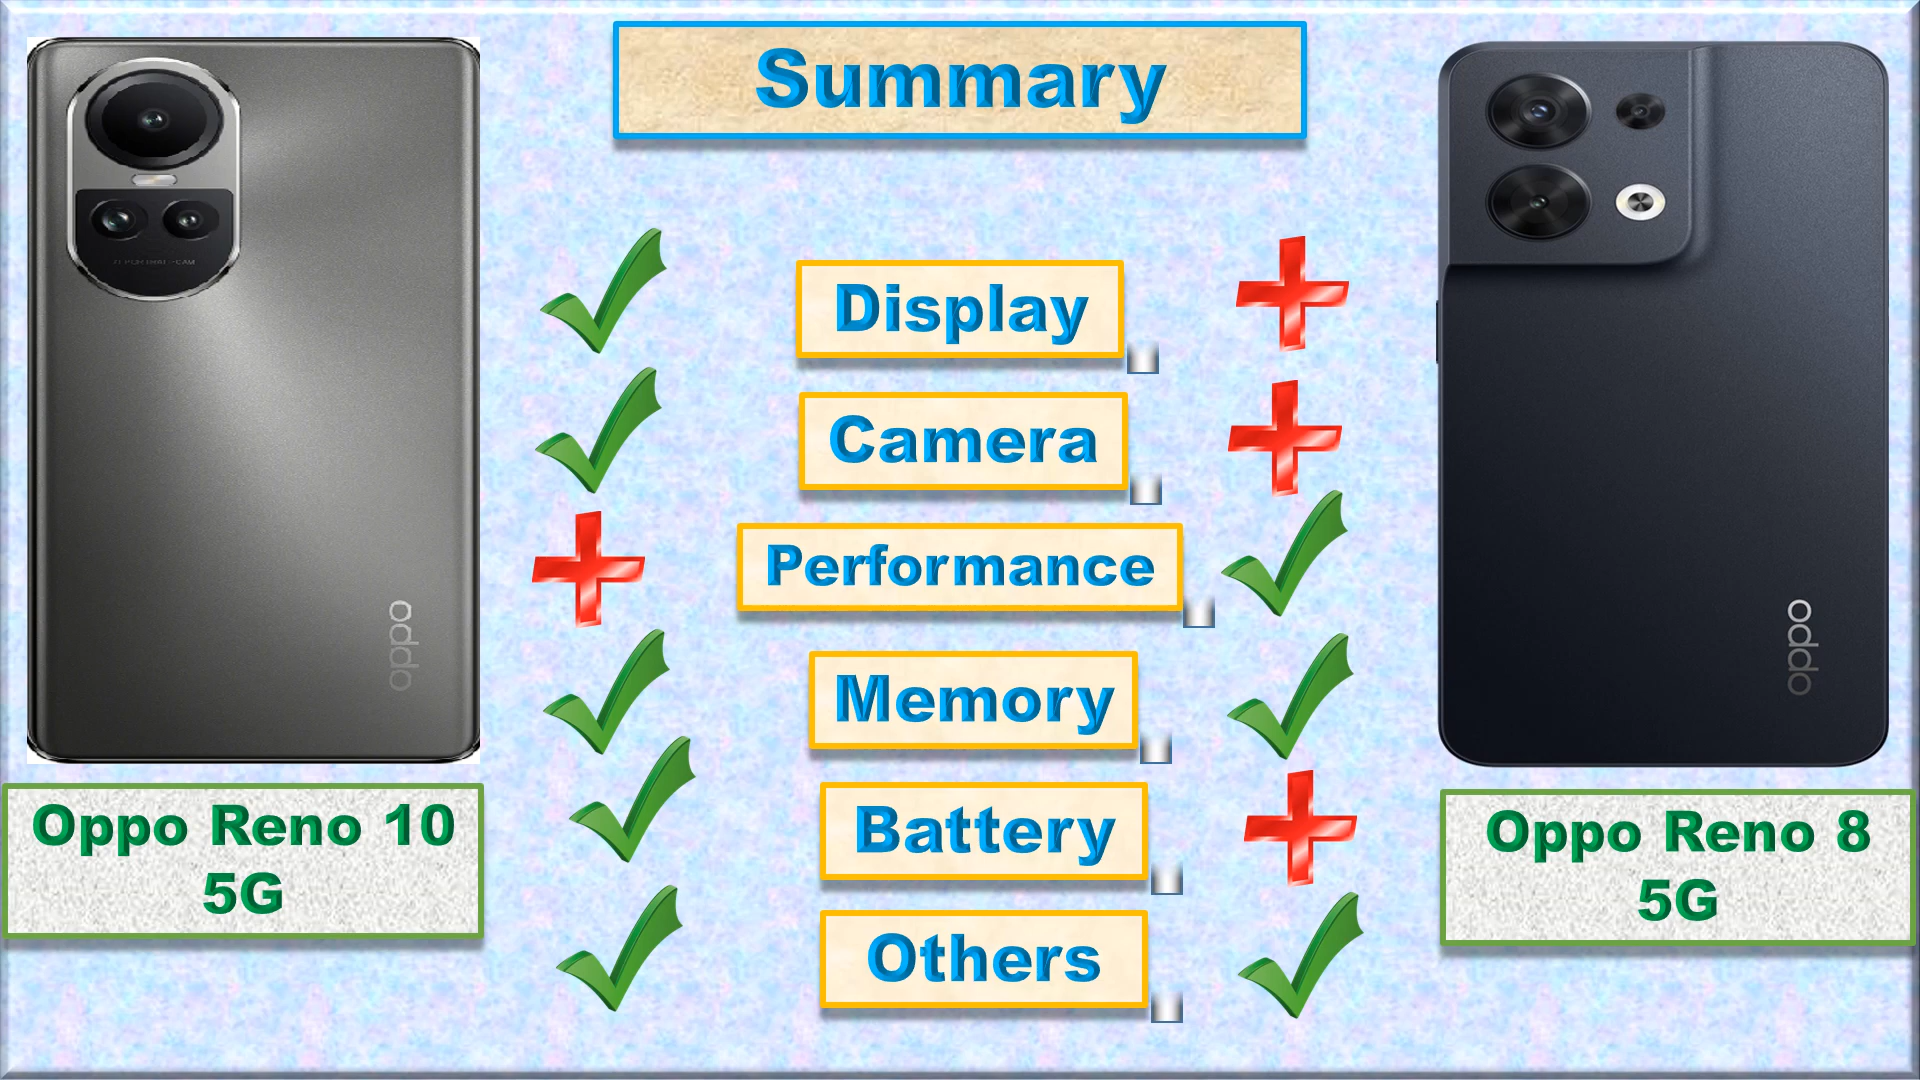 Summary
Display
Camera
Performance
Memory
Battery
Others
Oppo Reno 10
5G
Oppo Reno 8
5G
oppo
oppo